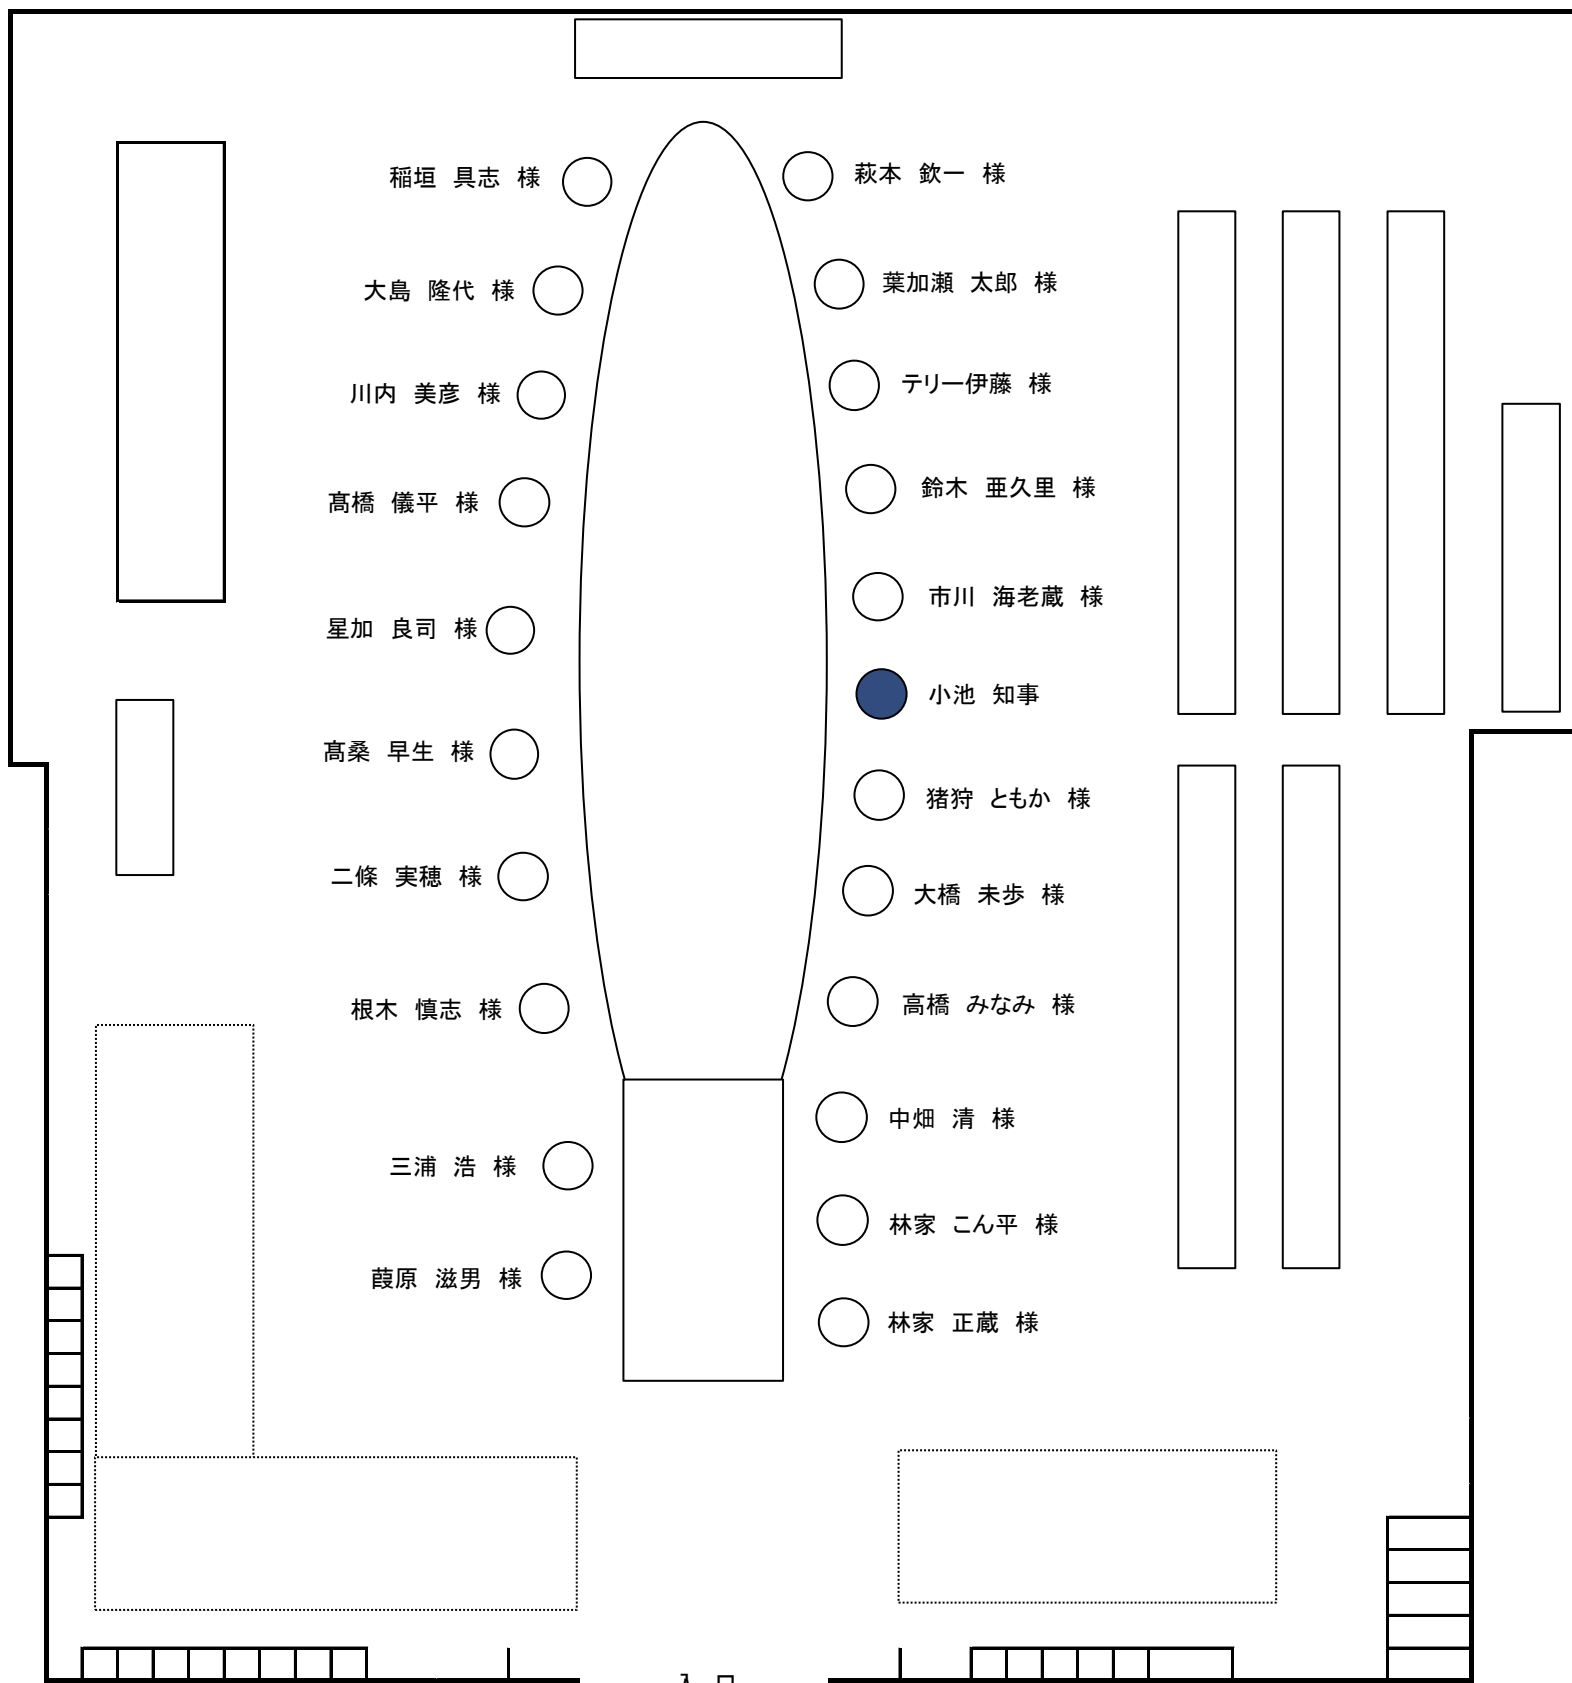 稲垣 具志 様
萩本 欽一 様
大島 隆代 様
葉加瀬 太郎 様
川内 美彦 様
テリー伊藤 様
髙橋 儀平 様
鈴木 亜久里 様
星加 良司 様
市川 海老蔵 様
小池 知事
髙桑 早生 様
猪狩 ともか 様
二條 実穂 様
大橋 未歩 様
根木 慎志 様
高橋 みなみ 様
中畑 清 様
三浦 浩 様
林家 こん平 様
葭原 滋男 様
林家 正蔵 様
入 口